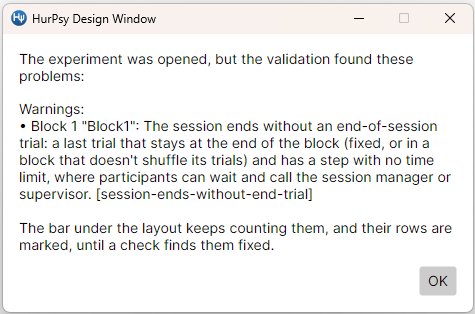 HurPsy Design Window
The experiment was opened, but the validation found these
problems:
Warnings:
• Block 1 "Block1": The session ends without an end-of-session
trial: a last trial that stays at the end of the block (fixed, or in a
block that doesn't shuffle its trials) and has a step with no time
limit, where participants can wait and call the session manager or
supervisor. [session-ends-without-end-trial]
The bar under the layout keeps counting them, and their rows are
marked, until a check finds them fixed.
OK